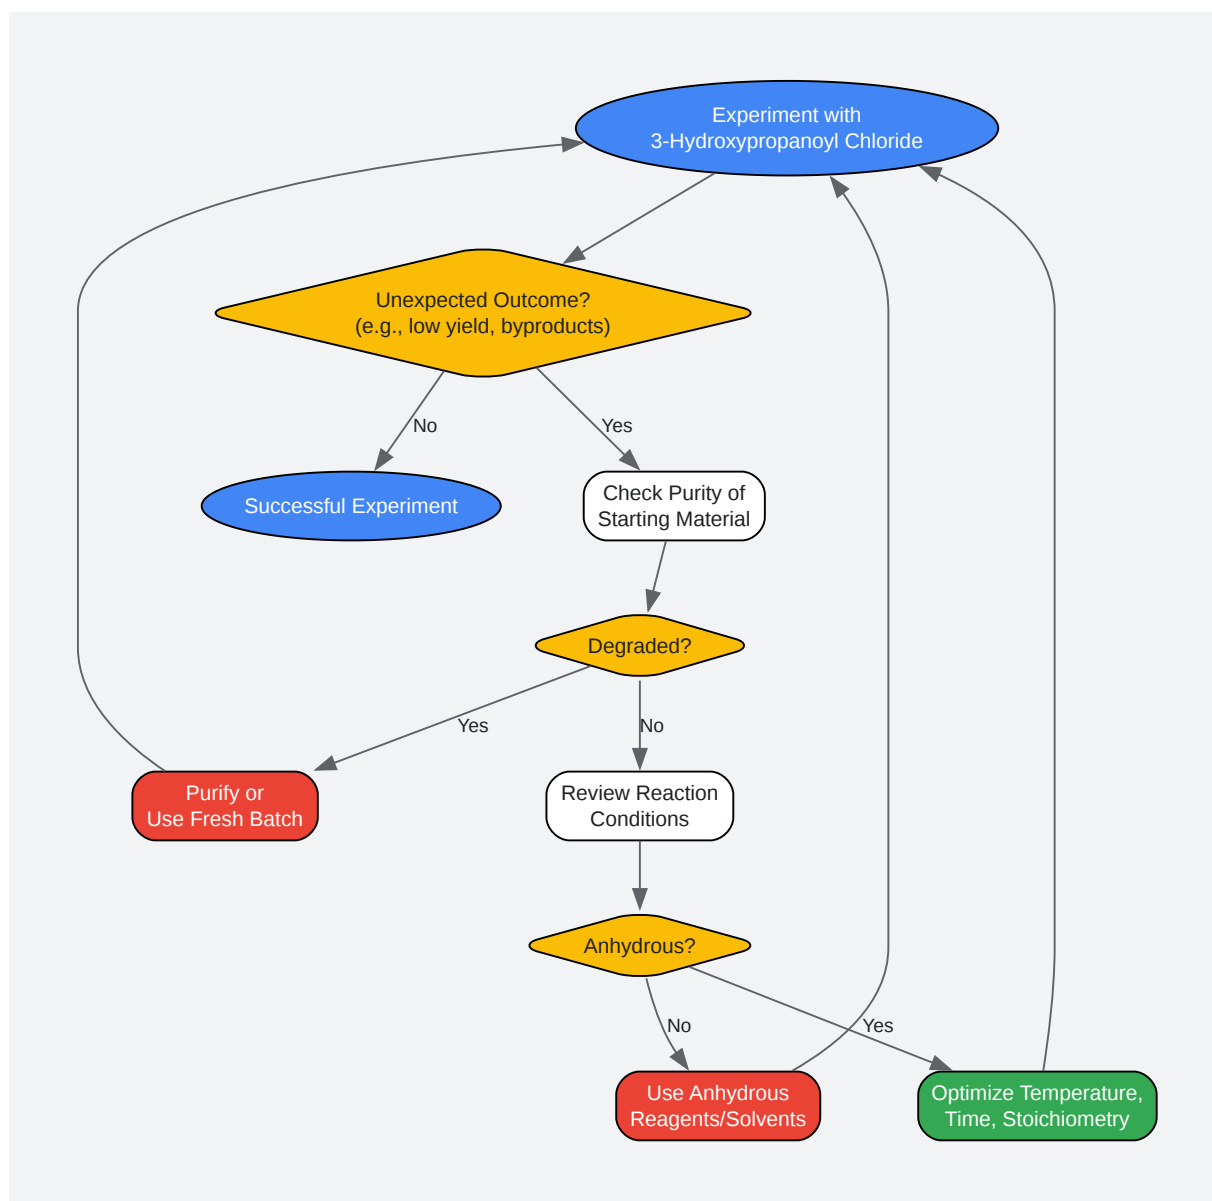 Experiment with
3-Hydroxypropanoyl Chloride
Unexpected Outcome?
(e.g., low yield, byproducts)
No
Yes
Successful Experiment
Check Purity of
Starting Material
Degraded?
Yes
No
Purify or
Use Fresh Batch
Review Reaction
Conditions
Anhydrous?
No
Yes
Use Anhydrous
Reagents/Solvents
Optimize Temperature,
Time, Stoichiometry